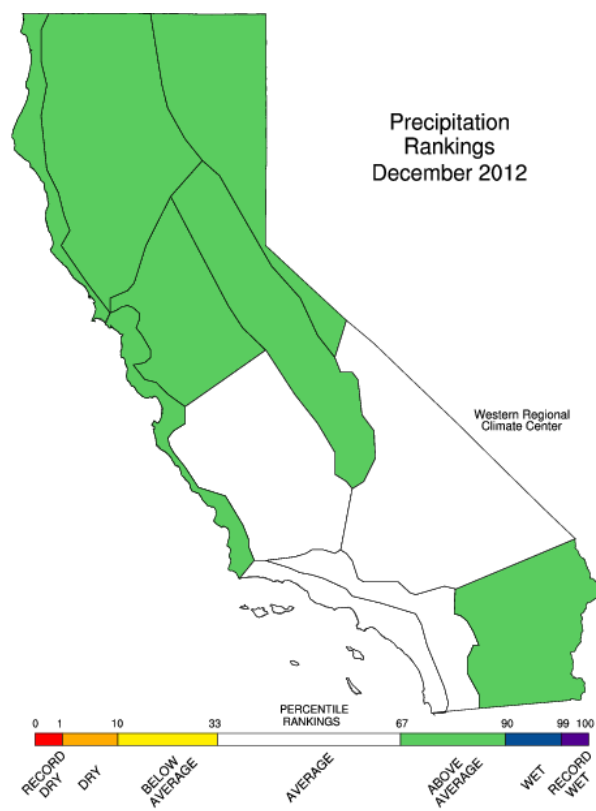 Precipitation
Rankings
December 2012
Western Regional
Climate Center
PERCENTILE
RANKINGS
0 1 10 33 67 90 99 100
RECORD
DRY
DRY
BELOW
AVERAGE
AVERAGE
ABOVE
AVERAGE
WET
RECORD
WET